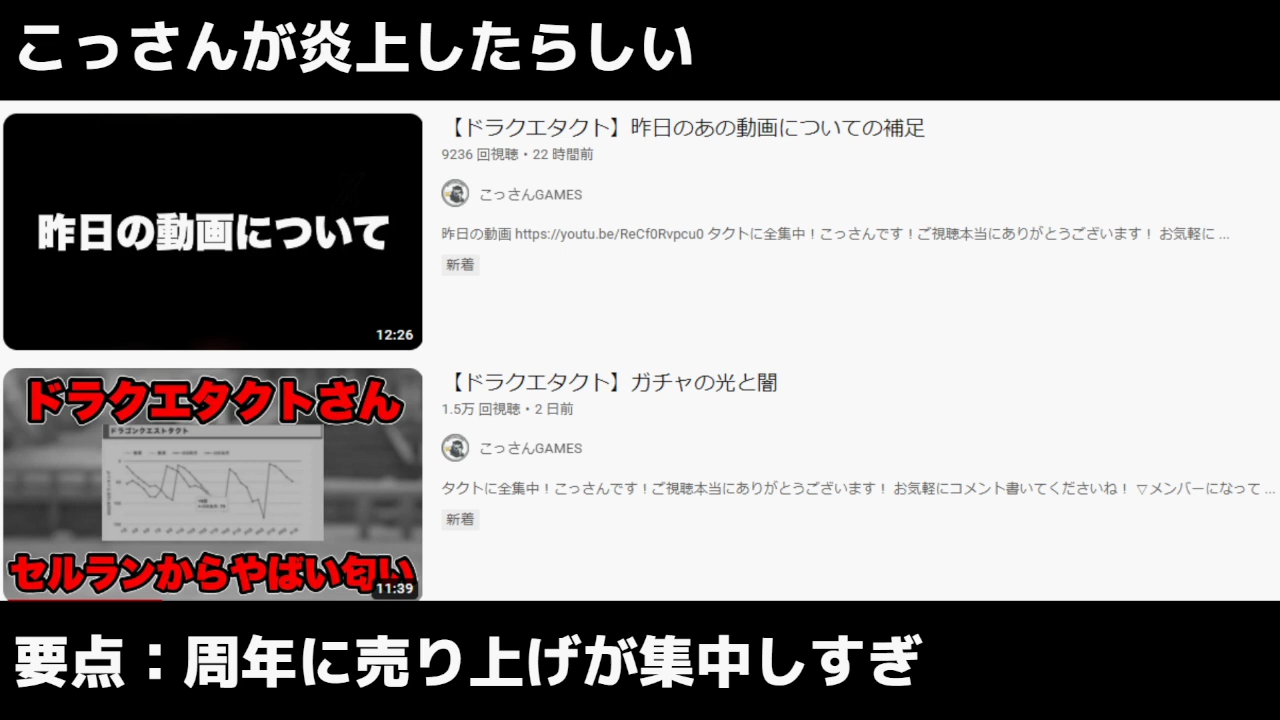 こっさんが炎上したらしい
昨日の動画について
12:26
【ドラクエタクト】昨日のあの動画についての補足
9236 回視聴・22 時間前
こっさんGAMES
昨日の動画 https://youtu.be/ReCf0Rvpcu0 タクトに全集中！こっさんです！ご視聴本当にありがとうございます！ お気軽に ...
新着
ドラクエタクトさん
ドラゴンクエストタクト
セルランからやばい匂い
11:39
【ドラクエタクト】ガチャの光と闇
1.5万 回視聴・2 日前
こっさんGAMES
タクトに全集中！こっさんです！ご視聴本当にありがとうございます！ お気軽にコメント書いてくださいね！ ▽メンバーになって ...
新着
要点：周年に売り上げが集中しすぎ